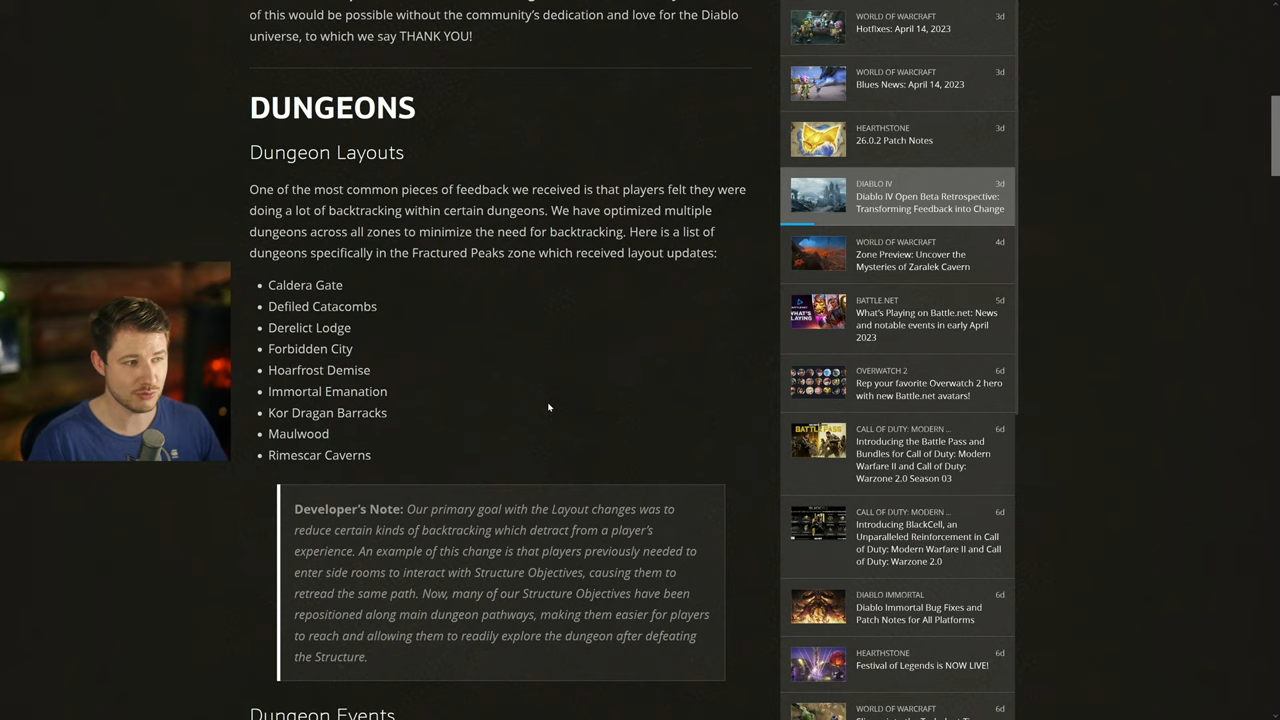 of this would be possible without the community's dedication and love for the Diablo
universe, to which we say THANK YOU!
DUNGEONS
Dungeon Layouts
One of the most common pieces of feedback we received is that players felt they were
doing a lot of backtracking within certain dungeons. We have optimized multiple
dungeons across all zones to minimize the need for backtracking. Here is a list of
dungeons specifically in the Fractured Peaks zone which received layout updates:
• Caldera Gate
• Defiled Catacombs
• Derelict Lodge
• Forbidden City
• Hoarfrost Demise
• Immortal Emanation
• Kor Dragan Barracks
• Maulwood
• Rimescar Caverns
Developer's Note: Our primary goal with the Layout changes was to
reduce certain kinds of backtracking which detract from a player's
experience. An example of this change is that players previously needed to
enter side rooms to interact with Structure Objectives, causing them to
retread the same path. Now, many of our Structure Objectives have been
repositioned along main dungeon pathways, making them easier for players
to reach and allowing them to readily explore the dungeon after defeating
the Structure.
Dungeon Events
WORLD OF WARCRAFT 3d
Hotfixes: April 14, 2023
WORLD OF WARCRAFT 3d
Blues News: April 14, 2023
HEARTHSTONE 3d
26.0.2 Patch Notes
DIABLO IV 3d
Diablo IV Open Beta Retrospective:
Transforming Feedback into Change
WORLD OF WARCRAFT 4d
Zone Preview: Uncover the
Mysteries of Zaralek Cavern
BATTLE.NET 5d
What's Playing on Battle.net: News
and notable events in early April
2023
OVERWATCH 2 6d
Rep your favorite Overwatch 2 hero
with new Battle.net avatars!
CALL OF DUTY: MODERN ... 6d
Introducing the Battle Pass and
Bundles for Call of Duty: Modern
Warfare II and Call of Duty:
Warzone 2.0 Season 03
CALL OF DUTY: MODERN ... 6d
Introducing BlackCell, an
Unparalleled Reinforcement in Call
of Duty: Modern Warfare II and Call
of Duty: Warzone 2.0
DIABLO IMMORTAL 6d
Diablo Immortal Bug Fixes and
Patch Notes for All Platforms
HEARTHSTONE 6d
Festival of Legends is NOW LIVE!
WORLD OF WARCRAFT 6d